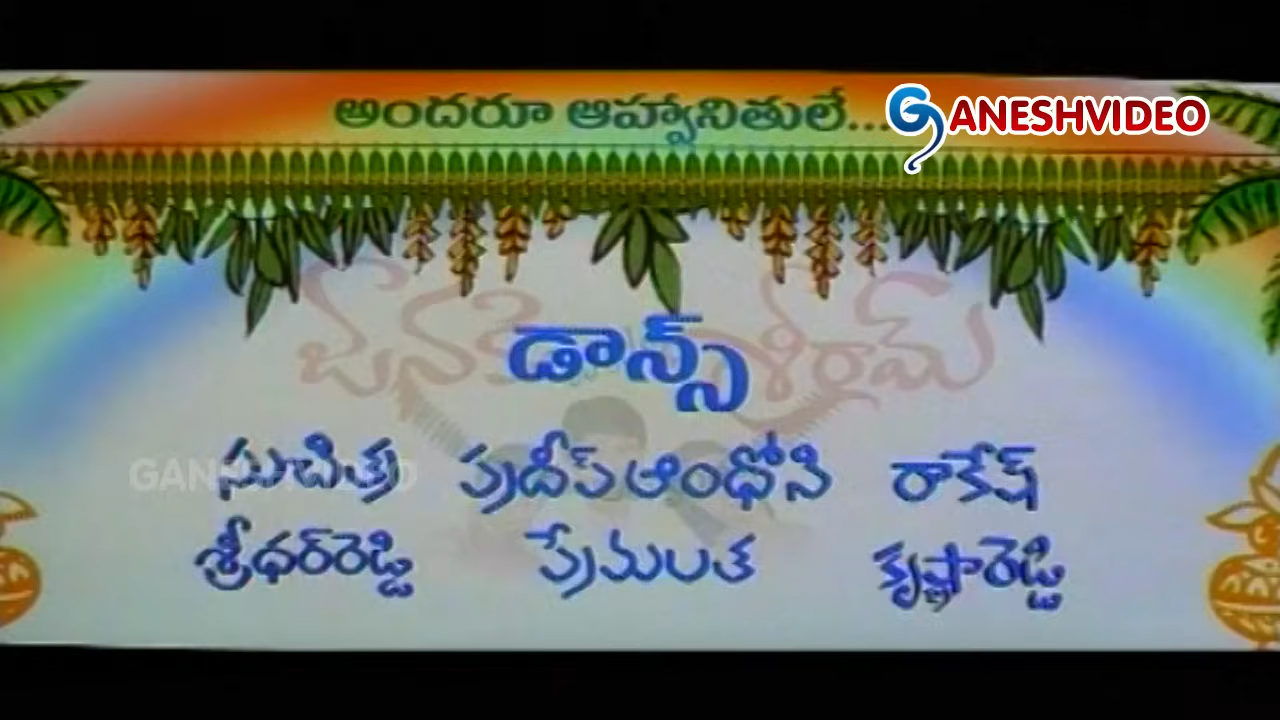 అందరూ ఆహ్వానితులే...
GANESHVIDEO
డాన్స్
సుచిత్ర ప్రదీప్ ఆంథోని రాకేష్
శ్రీధర్‌రెడ్డి ప్రేమలత కృష్ణారెడ్డి